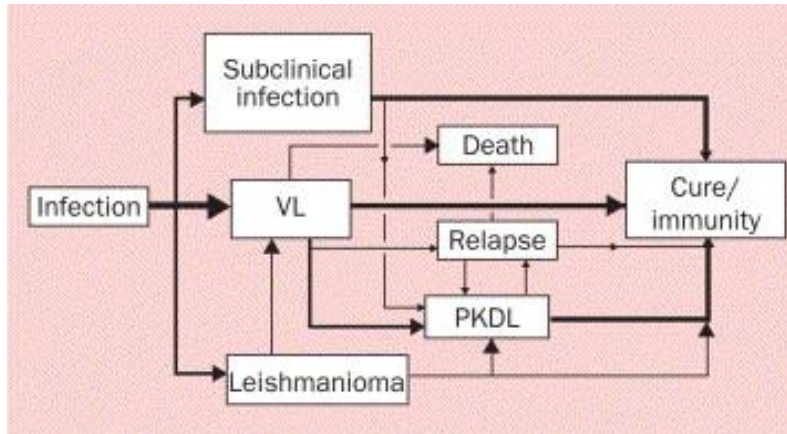 Subclinical
infection
Death
Infection
VL
Cure/
immunity
Relapse
PKDL
Leishmanioma